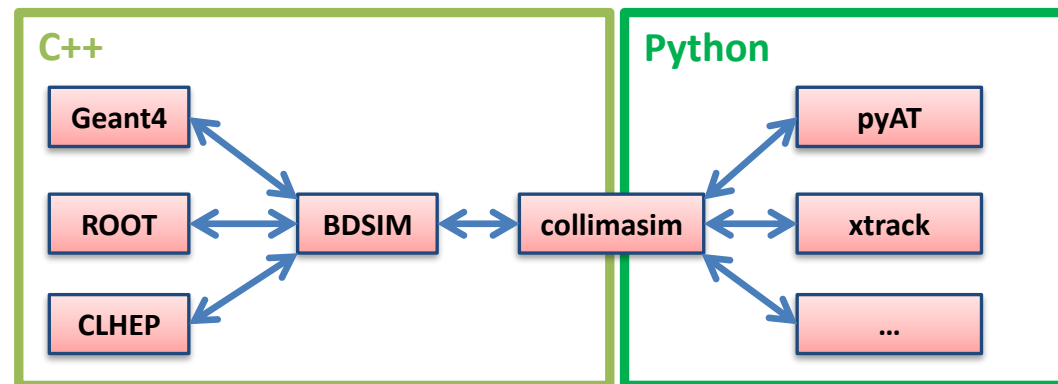 C++
Python
Geant4
pyAT
ROOT
BDSIM
collimasim
xtrack
CLHEP
…